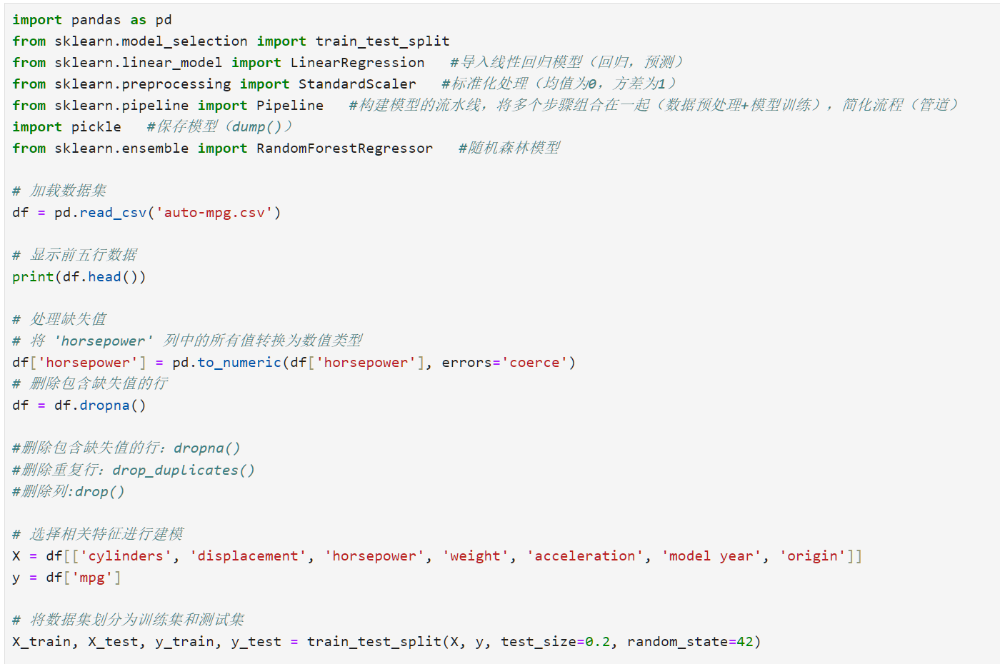 import pandas as pd
from sklearn.model_selection import train_test_split
from sklearn.linear_model import LinearRegression   #导入线性回归模型（回归，预测）
from sklearn.preprocessing import StandardScaler   #标准化处理（均值为0，方差为1）
from sklearn.pipeline import Pipeline   #构建模型的流水线，将多个步骤组合在一起（数据预处理+模型训练），简化流程（管道）
import pickle   #保存模型（dump()）
from sklearn.ensemble import RandomForestRegressor   #随机森林模型
# 加载数据集
df = pd.read_csv('auto-mpg.csv')
# 显示前五行数据
print(df.head())
# 处理缺失值
# 将 'horsepower' 列中的所有值转换为数值类型
df['horsepower'] = pd.to_numeric(df['horsepower'], errors='coerce')
# 删除包含缺失值的行
df = df.dropna()
#删除包含缺失值的行：dropna()
#删除重复行：drop_duplicates()
#删除列:drop()
# 选择相关特征进行建模
X = df[['cylinders', 'displacement', 'horsepower', 'weight', 'acceleration', 'model year', 'origin']]
y = df['mpg']
# 将数据集划分为训练集和测试集
X_train, X_test, y_train, y_test = train_test_split(X, y, test_size=0.2, random_state=42)